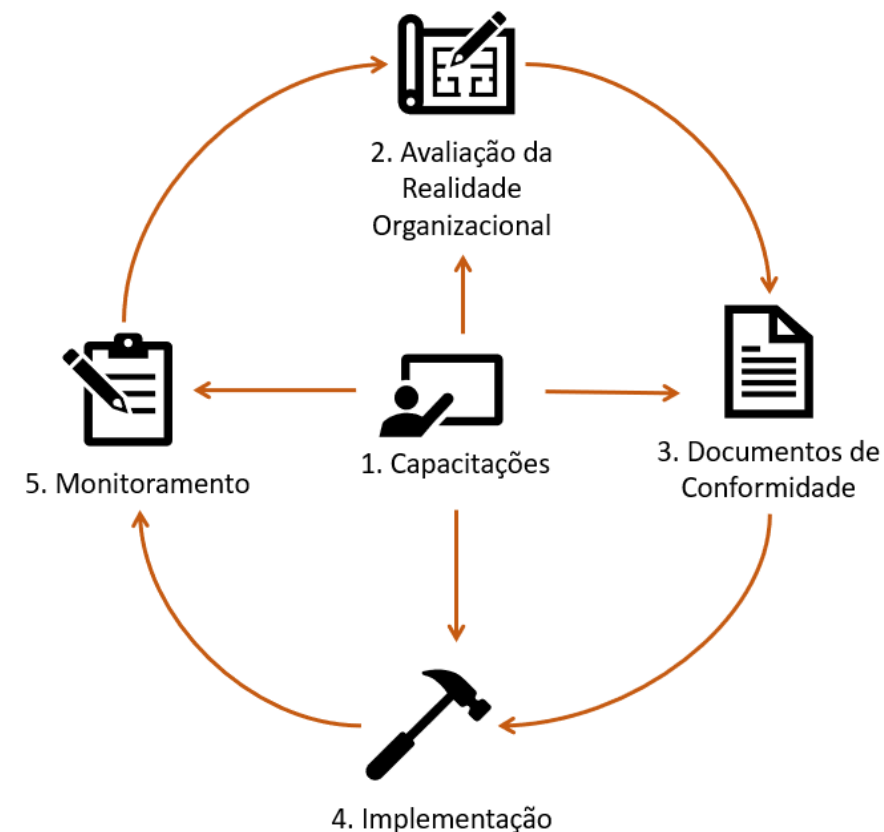 2. Avaliação da
Realidade
Organizacional
1. Capacitações
3. Documentos de
Conformidade
5. Monitoramento
4. Implementação